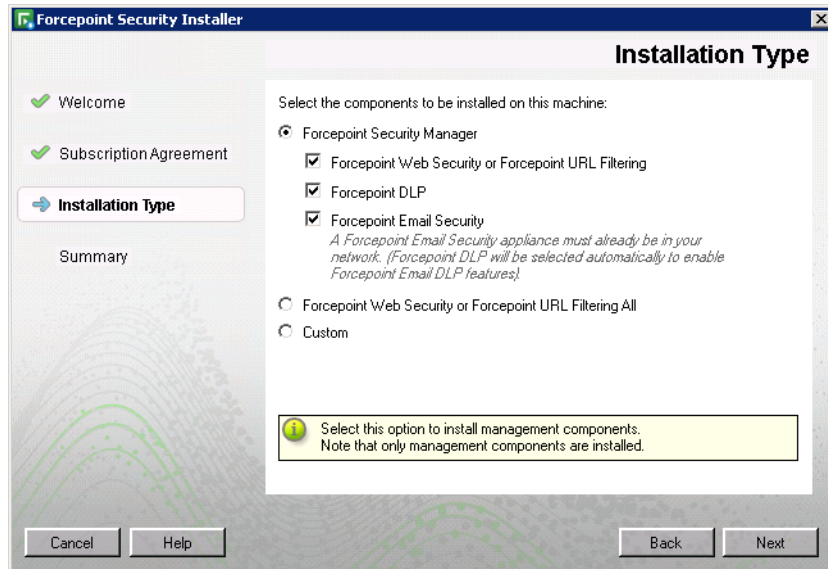 Forcepoint Security Installer
Installation Type
Welcome
Subscription Agreement
Installation Type
Summary
Select the components to be installed on this machine:
Forcepoint Security Manager
Forcepoint Web Security or Forcepoint URL Filtering
Forcepoint DLP
Forcepoint Email Security
A Forcepoint Email Security appliance must already be in your
network. (Forcepoint DLP will be selected automatically to enable
Forcepoint Email DLP features).
Forcepoint Web Security or Forcepoint URL Filtering All
Custom
Select this option to install management components.
Note that only management components are installed.
Cancel
Help
Back
Next